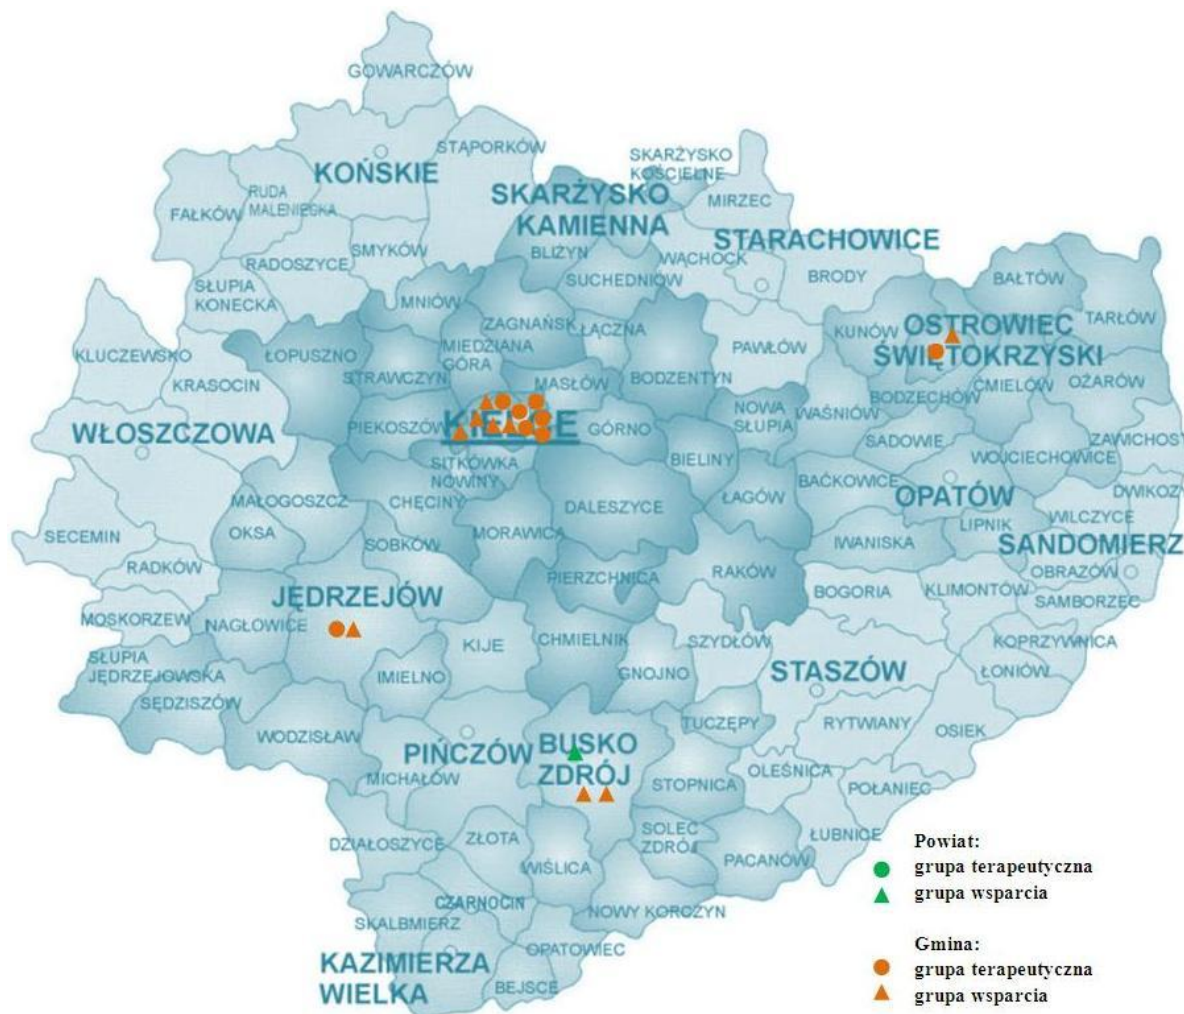 GOWARCZÓW
STĄPORKÓW
KOŃSKIE
SKARŻYSKO
KOŚCIELNE
RUDA
MALENIECKA
FAŁKÓW
SKARŻYSKO
KAMIENNA
MIRZEC
SMYKÓW
RADOSZYCE
BLIŻYN
WĄCHOCK
STARACHOWICE
SUCHEDNIÓW
BRODY
BAŁTÓW
SŁUPIA
KONECKA
MNIÓW
ZAGNAŃSK
ŁĄCZNA
KUNÓW
OSTROWIEC
ŚWIĘTOKRZYSKI
TARŁÓW
KLUCZEWSKO
ŁOPUSZNO
MIEDZIANA
GÓRA
PAWŁÓW
KRASOCIN
STRAWCZYN
MASŁÓW
BODZENTYN
ĆMIELÓW
OŻARÓW
BODZECHÓW
WŁOSZCZOWA
PIEKOSZÓW
KIELCE
GÓRNO
NOWA
SŁUPIA
WAŚNIÓW
SADOWIE
ZAWICHOST
SITKÓWKA
NOWINY
BIELINY
WOJCIECHOWICE
BAĆKOWICE
MAŁOGOSZCZ
CHĘCINY
DALESZYCE
ŁAGÓW
OPATÓW
DWIKOZY
SECEMIN
OKSA
MORAWICA
LIPNIK
WILCZYCE
SOBKÓW
IWANISKA
SANDOMIERZ
RADKÓW
PIERZCHNICA
RAKÓW
OBRAZÓW
JĘDRZEJÓW
BOGORIA
KLIMONTÓW
SAMBORZEC
MOSKORZEW
NAGŁOWICE
KIJE
CHMIELNIK
SZYDŁÓW
KOPRZYWNICA
SŁUPIA
JĘDRZEJOWSKA
IMIELNO
GNOJNO
STASZÓW
ŁONIÓW
SĘDZISZÓW
TUCZĘPY
RYTWIANY
OSIEK
WODZISŁAW
PIŃCZÓW
BUSKO
ZDRÓJ
MICHAŁÓW
STOPNICA
OLEŚNICA
POŁANIEC
DZIAŁOSZYCE
ZŁOTA
SOLEC
ZDRÓJ
ŁUBNICE
WIŚLICA
PACANÓW
CZARNOCIN
NOWY KORCZYN
SKALBMIERZ
OPATOWIEC
KAZIMIERZA
WIELKA
BEJSCE
Powiat:
grupa terapeutyczna
grupa wsparcia
Gmina:
grupa terapeutyczna
grupa wsparcia